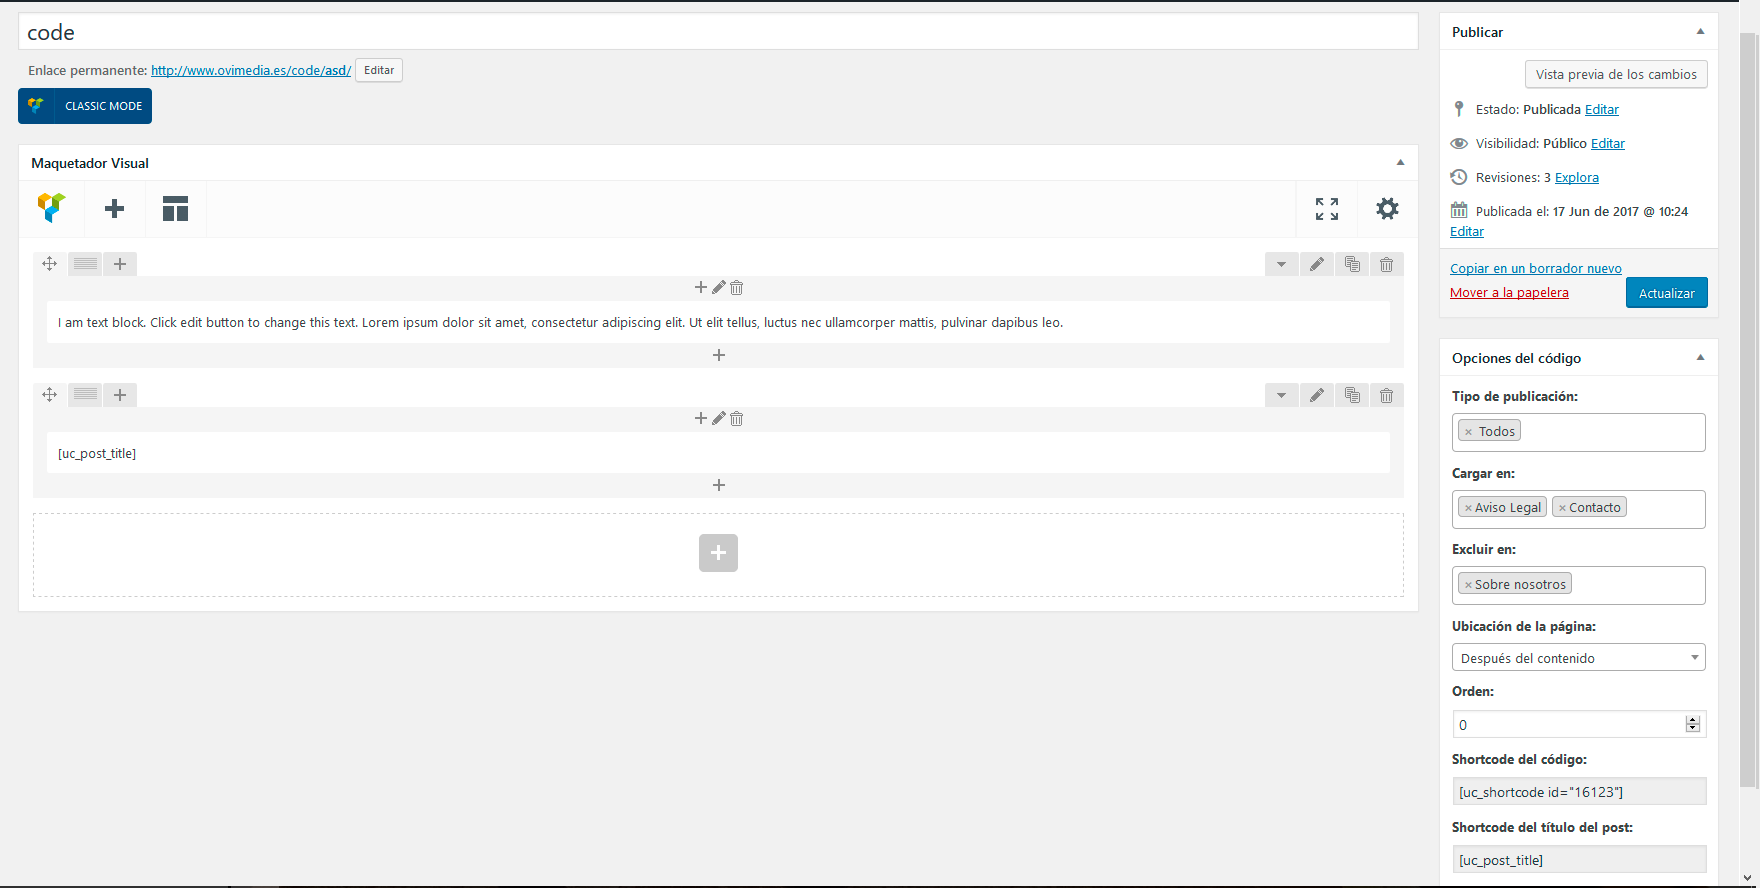 code
Enlace permanente: http://www.ovimedia.es/code/asd/ Editar
CLASSIC MODE
Maquetador Visual
I am text block. Click edit button to change this text. Lorem ipsum dolor sit amet, consectetur adipiscing elit. Ut elit tellus, luctus nec ullamcorper mattis, pulvinar dapibus leo.
[uc_post_title]
Publicar
Vista previa de los cambios
Estado: Publicada Editar
Visibilidad: Público Editar
Revisiones: 3 Explora
Publicada el: 17 Jun de 2017 @ 10:24
Editar
Copiar en un borrador nuevo
Mover a la papelera
Actualizar
Opciones del código
Tipo de publicación:
× Todos
Cargar en:
× Aviso Legal × Contacto
Excluir en:
× Sobre nosotros
Ubicación de la página:
Después del contenido
Orden:
0
Shortcode del código:
[uc_shortcode id="16123"]
Shortcode del título del post:
[uc_post_title]